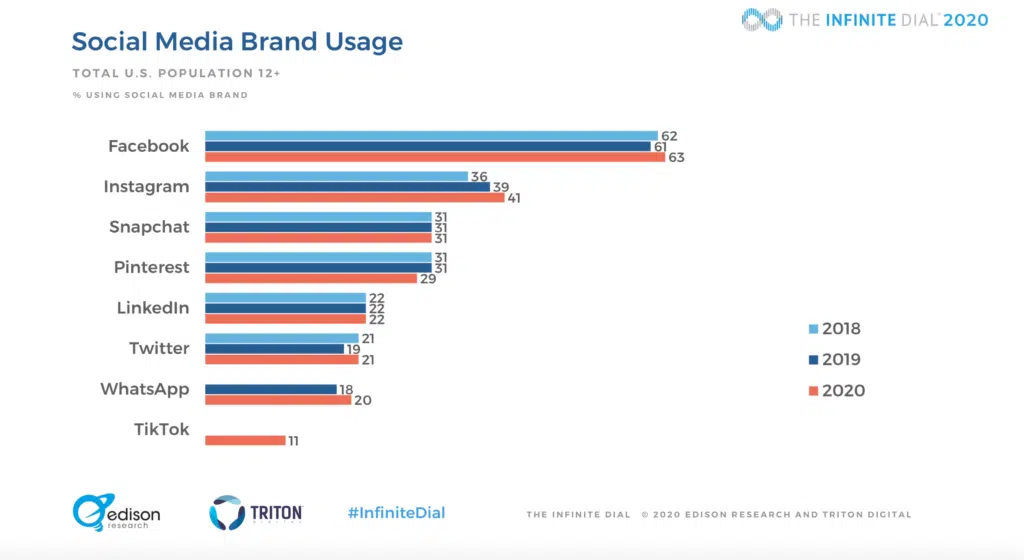 THE INFINITE DIAL 2020
Social Media Brand Usage
TOTAL U.S. POPULATION 12+
% USING SOCIAL MEDIA BRAND
Facebook
62
61
63
Instagram
36
39
41
Snapchat
31
31
31
Pinterest
31
31
29
LinkedIn
22
22
22
Twitter
21
19
21
WhatsApp
18
20
TikTok
11
2018
2019
2020
edison
research
TRITON
DIGITAL
#InfiniteDial
THE INFINITE DIAL © 2020 EDISON RESEARCH AND TRITON DIGITAL